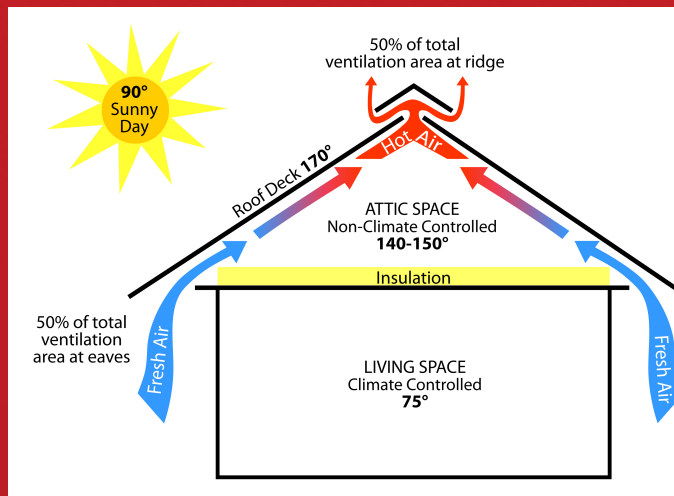 50% of total
ventilation area at ridge
90°
Sunny
Day
Hot Air
Roof Deck 170°
ATTIC SPACE
Non-Climate Controlled
140-150°
Insulation
50% of total
ventilation
area at eaves
Fresh Air
Fresh Air
LIVING SPACE
Climate Controlled
75°